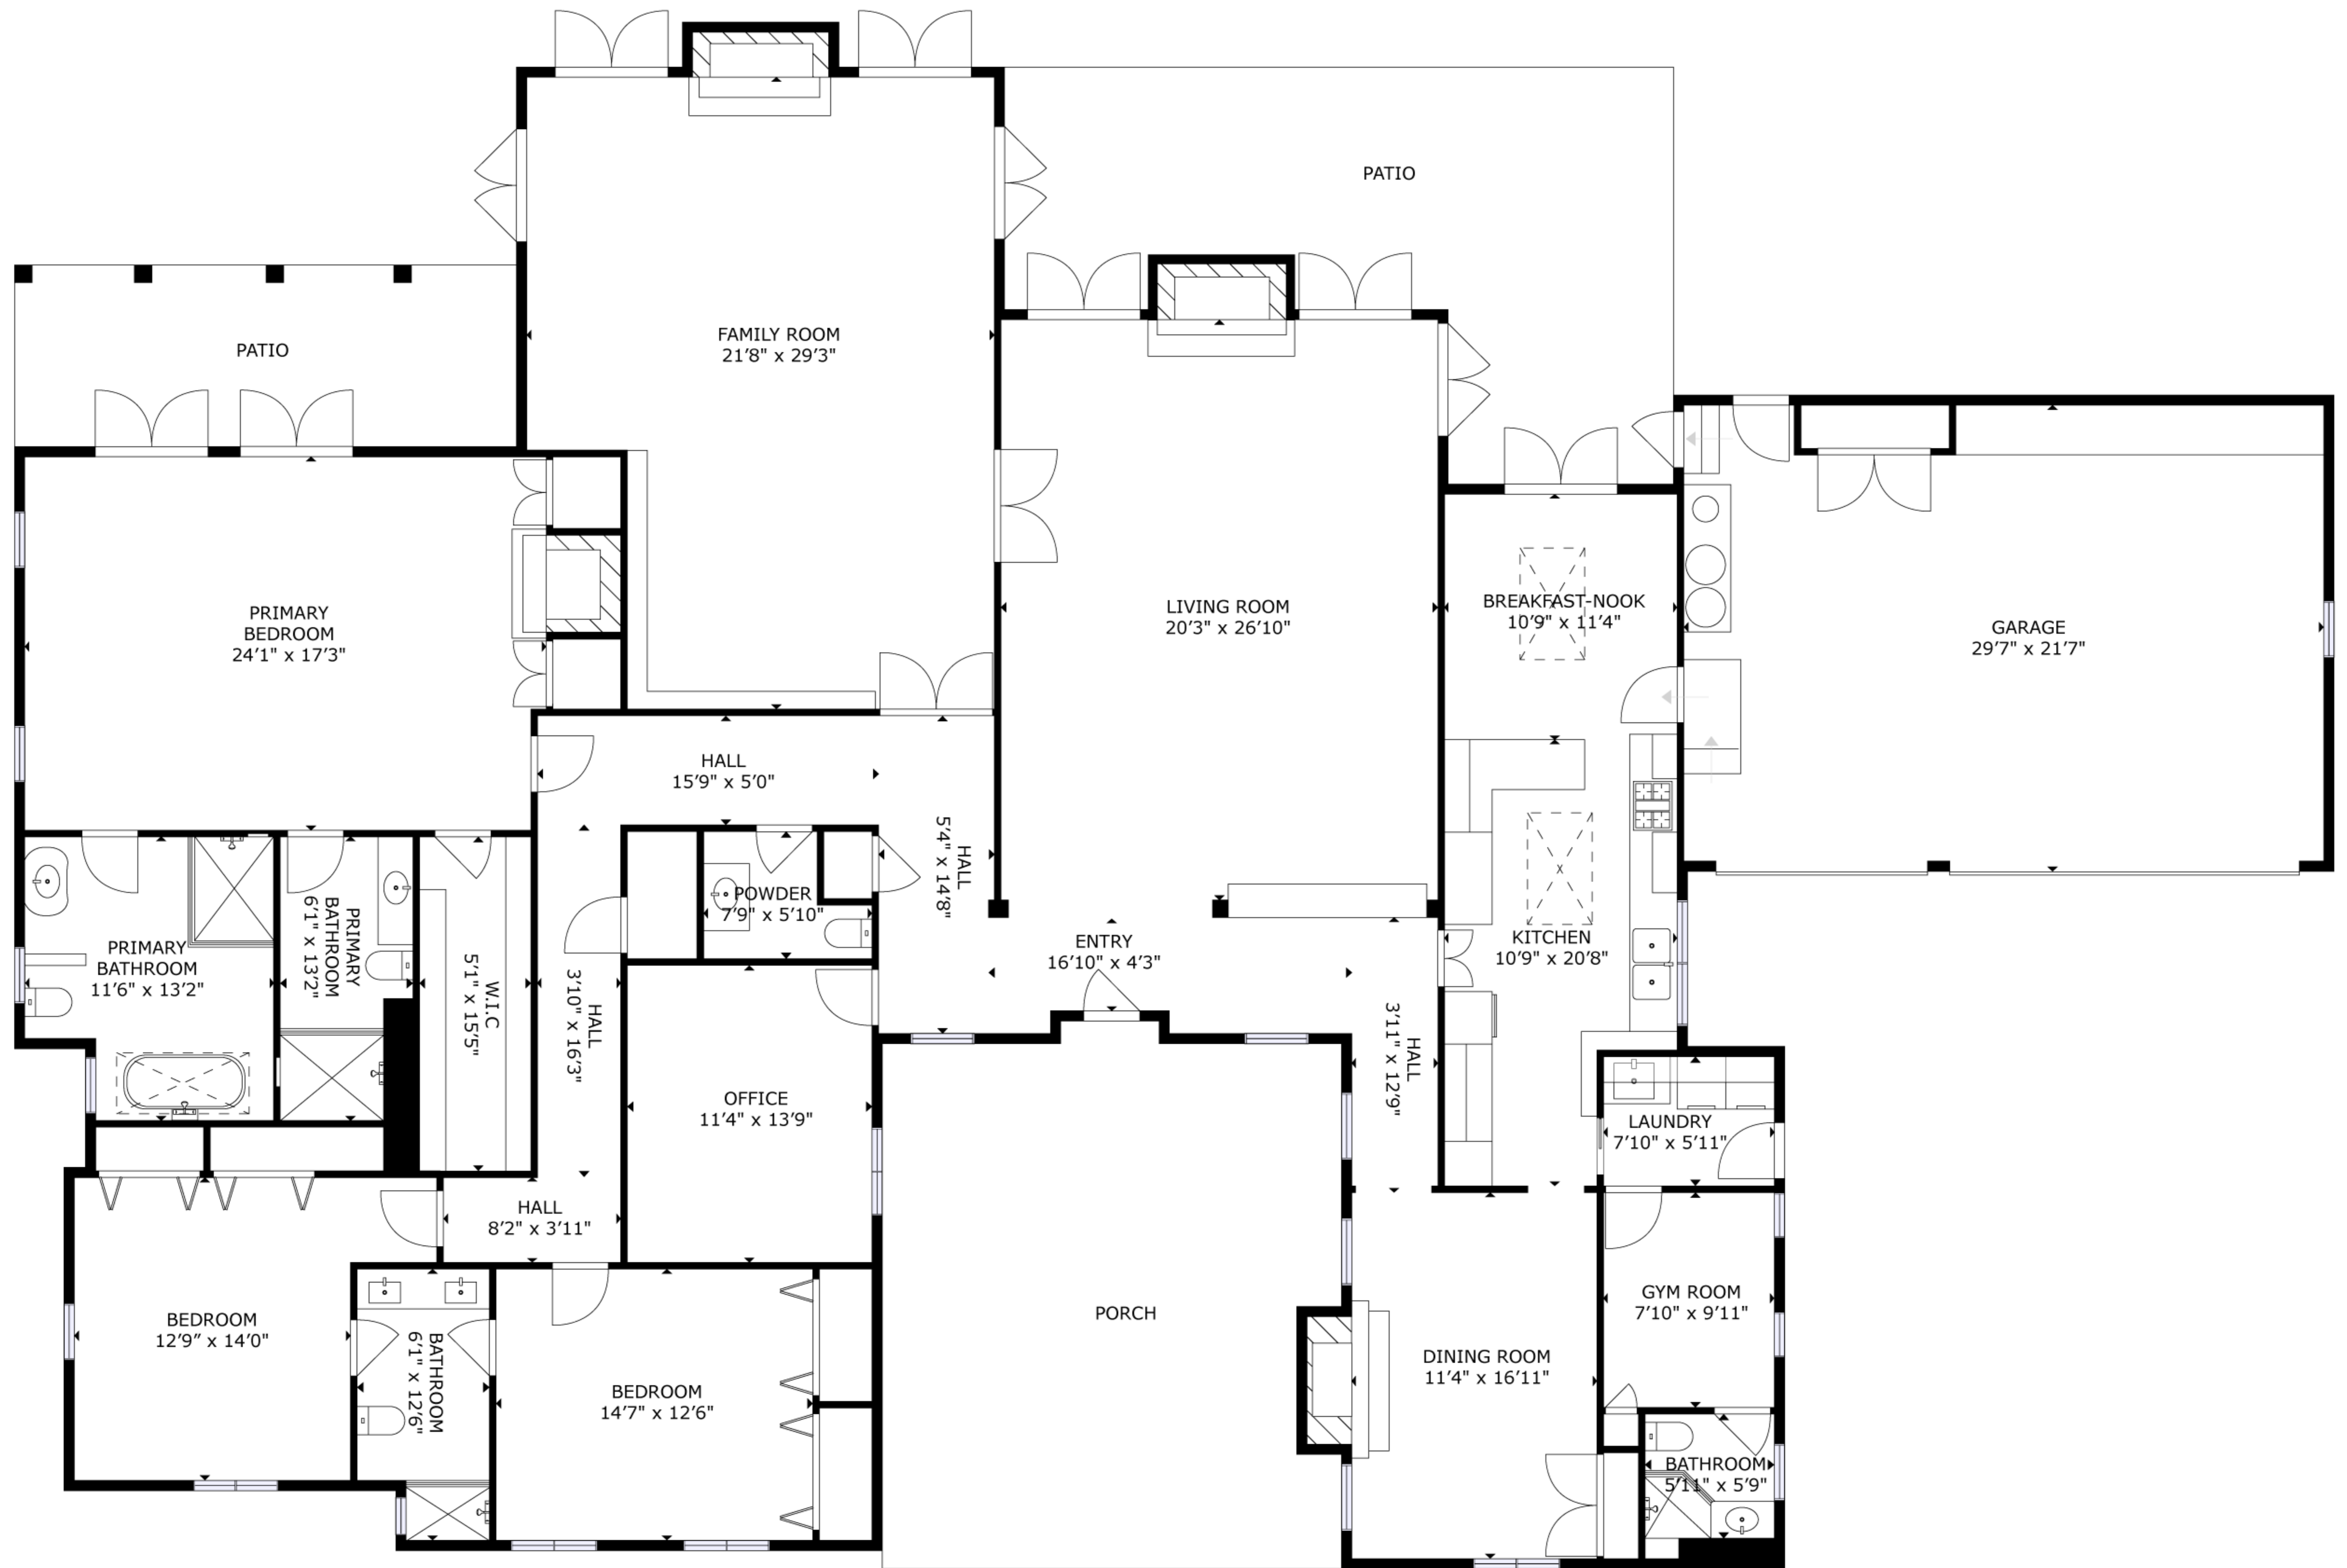 PATIO
FAMILY ROOM
21'8" x 29'3"
PATIO
PRIMARY
BEDROOM
24'1" x 17'3"
LIVING ROOM
20'3" x 26'10"
BREAKFAST-NOOK
10'9" x 11'4"
GARAGE
29'7" x 21'7"
HALL
15'9" x 5'0"
HALL
5'4" x 14'8"
POWDER
7'9" x 5'10"
PRIMARY
BATHROOM
11'6" x 13'2"
PRIMARY
BATHROOM
6'1" x 13'2"
W.I.C
5'1" x 15'5"
HALL
3'10" x 16'3"
ENTRY
16'10" x 4'3"
KITCHEN
10'9" x 20'8"
HALL
3'11" x 12'9"
OFFICE
11'4" x 13'9"
LAUNDRY
7'10" x 5'11"
HALL
8'2" x 3'11"
BEDROOM
12'9" x 14'0"
BATHROOM
6'1" x 12'6"
BEDROOM
14'7" x 12'6"
PORCH
DINING ROOM
11'4" x 16'11"
GYM ROOM
7'10" x 9'11"
BATHROOM
5'11" x 5'9"